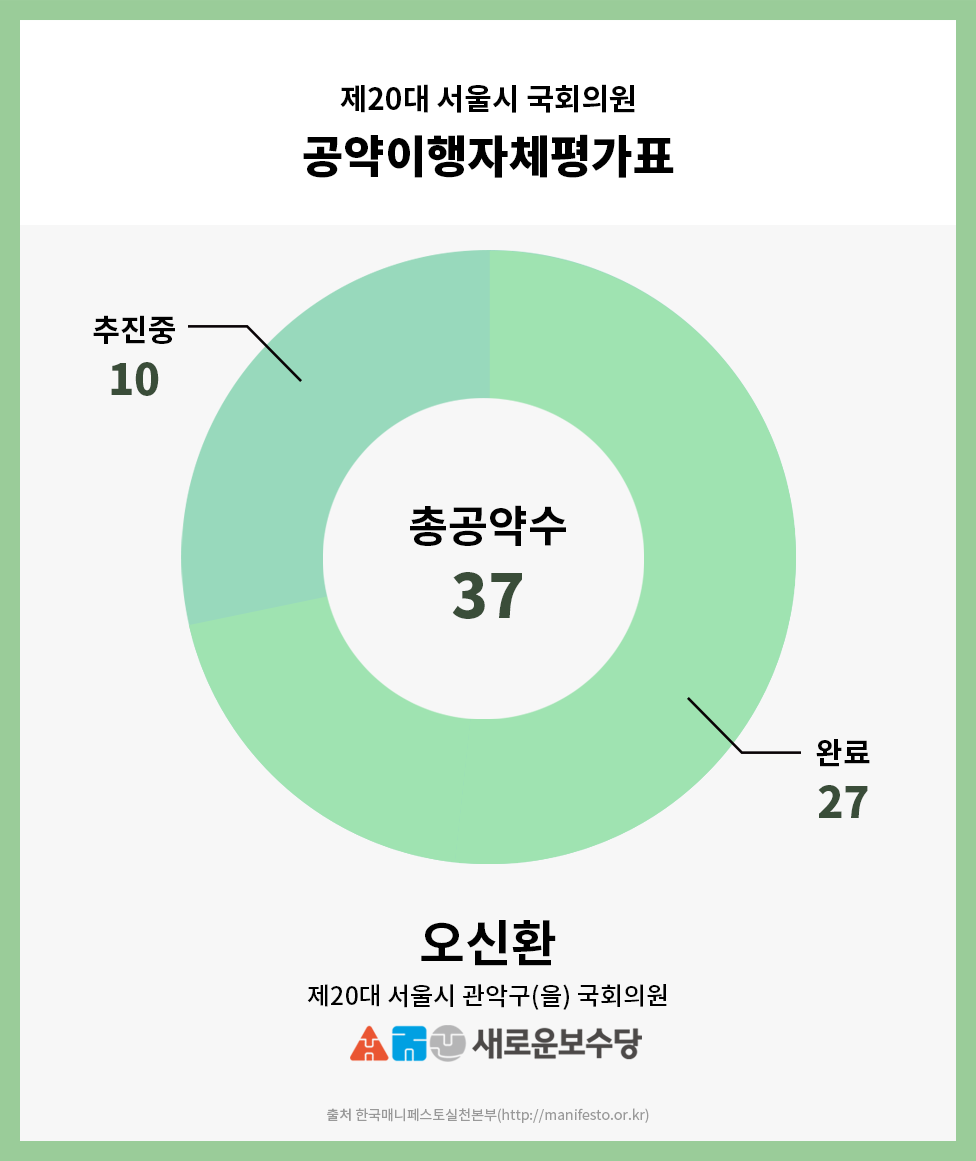 제20대 서울시 국회의원
공약이행자체평가표
추진중
10
총공약수
37
완료
27
오신환
제20대 서울시 관악구(을) 국회의원
새로운보수당
출처 한국매니페스토실천본부(http://manifesto.or.kr)